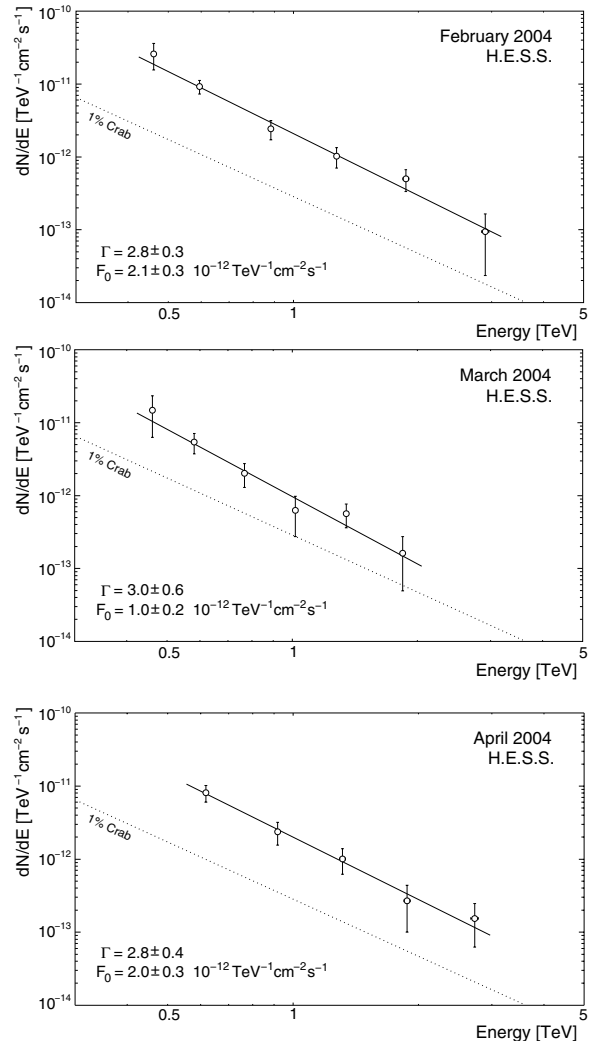 February 2004
H.E.S.S.
dN/dE [TeV⁻¹cm⁻² s⁻¹]
10⁻¹⁰
10⁻¹¹
10⁻¹²
10⁻¹³
10⁻¹⁴
1% Crab
Γ = 2.8±0.3
F₀ = 2.1±0.3 10⁻¹² TeV⁻¹cm⁻²s⁻¹
0.5 1 2 5
Energy [TeV]
March 2004
H.E.S.S.
dN/dE [TeV⁻¹cm⁻² s⁻¹]
10⁻¹⁰
10⁻¹¹
10⁻¹²
10⁻¹³
10⁻¹⁴
1% Crab
Γ = 3.0±0.6
F₀ = 1.0±0.2 10⁻¹² TeV⁻¹cm⁻²s⁻¹
0.5 1 2 5
Energy [TeV]
April 2004
H.E.S.S.
dN/dE [TeV⁻¹cm⁻² s⁻¹]
10⁻¹⁰
10⁻¹¹
10⁻¹²
10⁻¹³
10⁻¹⁴
1% Crab
Γ = 2.8±0.4
F₀ = 2.0±0.3 10⁻¹² TeV⁻¹cm⁻²s⁻¹
0.5 1 2 5
Energy [TeV]